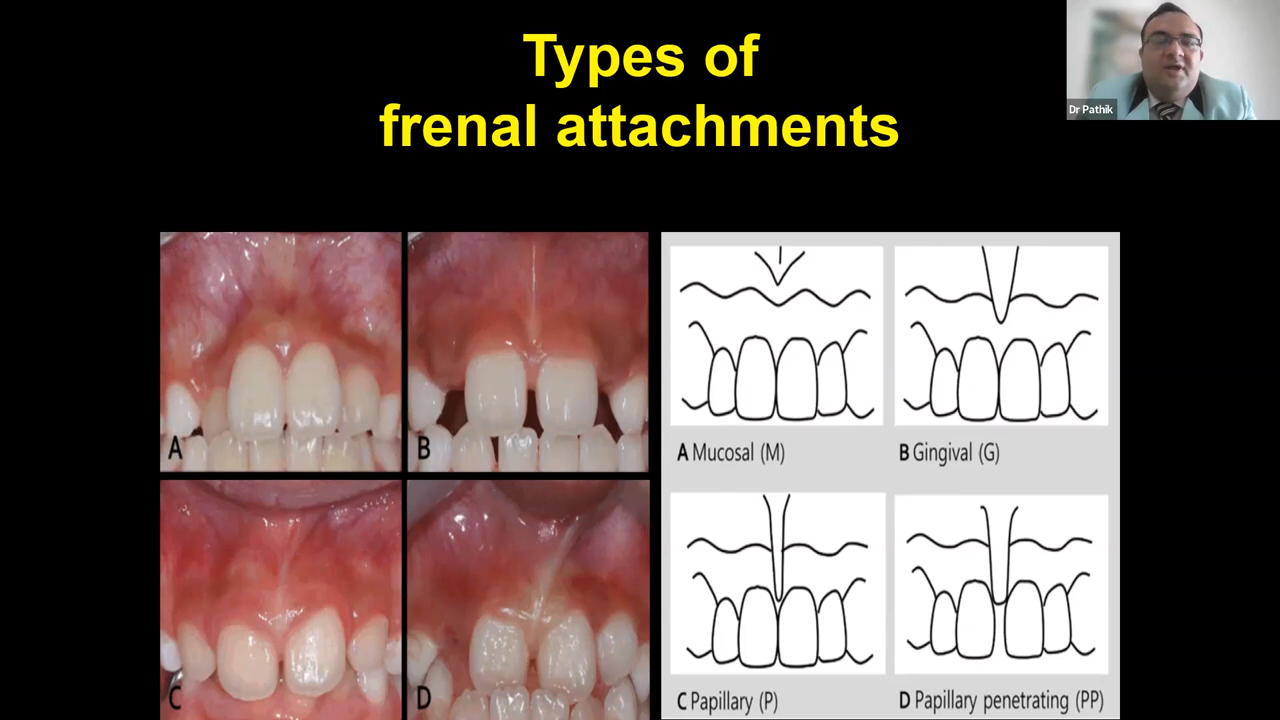 Types of
frenal attachments
Dr Pathik
A
B
C
D
A Mucosal (M)
B Gingival (G)
C Papillary (P)
D Papillary penetrating (PP)